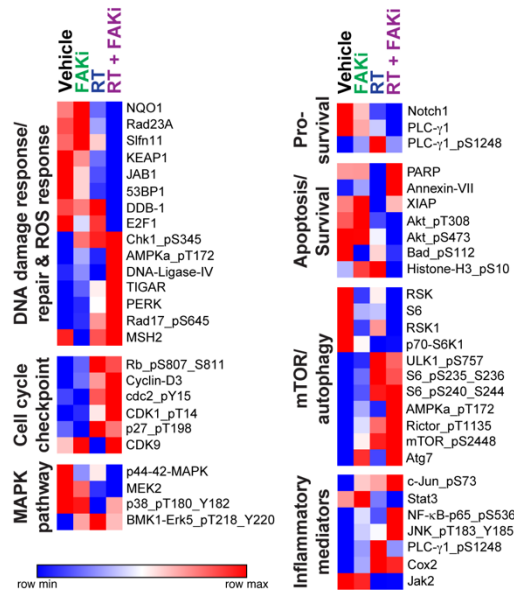 Vehicle
FAKi
RT
RT + FAKi
DNA damage response/
repair & ROS response
NQO1
Rad23A
Slfn11
KEAP1
JAB1
53BP1
DDB-1
E2F1
Chk1_pS345
AMPKa_pT172
DNA-Ligase-IV
TIGAR
PERK
Rad17_pS645
MSH2
Cell cycle
checkpoint
Rb_pS807_S811
Cyclin-D3
cdc2_pY15
CDK1_pT14
p27_pT198
CDK9
MAPK
pathway
p44-42-MAPK
MEK2
p38_pT180_Y182
BMK1-Erk5_pT218_Y220
row min
row max
Vehicle
FAKi
RT
RT + FAKi
Pro-
survival
Notch1
PLC-γ1
PLC-γ1_pS1248
Apoptosis/
Survival
PARP
Annexin-VII
XIAP
Akt_pT308
Akt_pS473
Bad_pS112
Histone-H3_pS10
mTOR/
autophagy
RSK
S6
RSK1
p70-S6K1
ULK1_pS757
S6_pS235_S236
S6_pS240_S244
AMPKa_pT172
Rictor_pT1135
mTOR_pS2448
Atg7
Inflammatory
mediators
c-Jun_pS73
Stat3
NF-κB-p65_pS536
JNK_pT183_Y185
PLC-γ1_pS1248
Cox2
Jak2